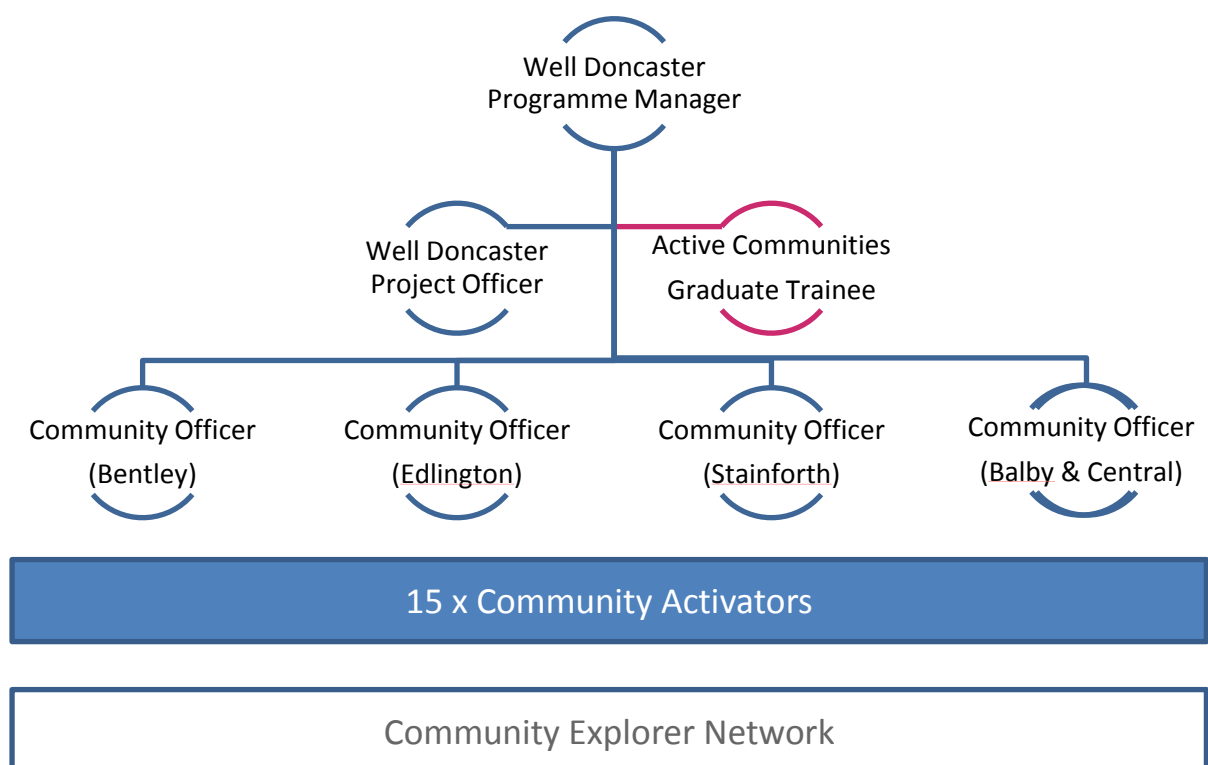 Well Doncaster
Programme Manager
Well Doncaster
Project Officer
Active Communities
Graduate Trainee
Community Officer
(Bentley)
Community Officer
(Edlington)
Community Officer
(Stainforth)
Community Officer
(Balby & Central)
15 x Community Activators
Community Explorer Network